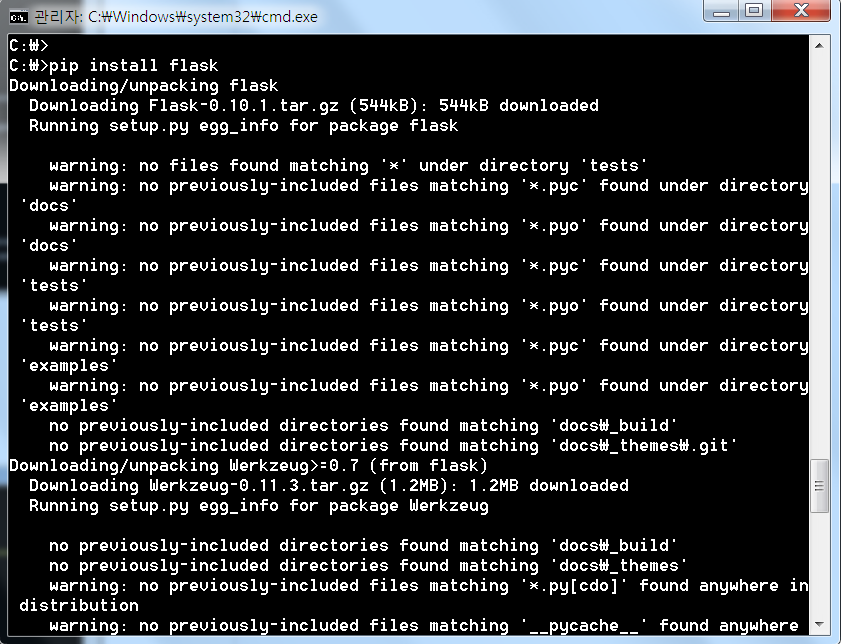 관리자: C:₩Windows₩system32₩cmd.exe
C:₩>
C:₩>pip install flask
Downloading/unpacking flask
Downloading Flask-0.10.1.tar.gz (544kB): 544kB downloaded
Running setup.py egg_info for package flask
warning: no files found matching '*' under directory 'tests'
warning: no previously-included files matching '*.pyc' found under directory
'docs'
warning: no previously-included files matching '*.pyo' found under directory
'docs'
warning: no previously-included files matching '*.pyc' found under directory
'tests'
warning: no previously-included files matching '*.pyo' found under directory
'tests'
warning: no previously-included files matching '*.pyc' found under directory
'examples'
warning: no previously-included files matching '*.pyo' found under directory
'examples'
no previously-included directories found matching 'docs₩_build'
no previously-included directories found matching 'docs₩_themes₩.git'
Downloading/unpacking Werkzeug>=0.7 (from flask)
Downloading Werkzeug-0.11.3.tar.gz (1.2MB): 1.2MB downloaded
Running setup.py egg_info for package Werkzeug
no previously-included directories found matching 'docs₩_build'
no previously-included directories found matching 'docs₩_themes'
warning: no previously-included files matching '*.py[cdo]' found anywhere in
distribution
warning: no previously-included files matching '__pycache__' found anywhere